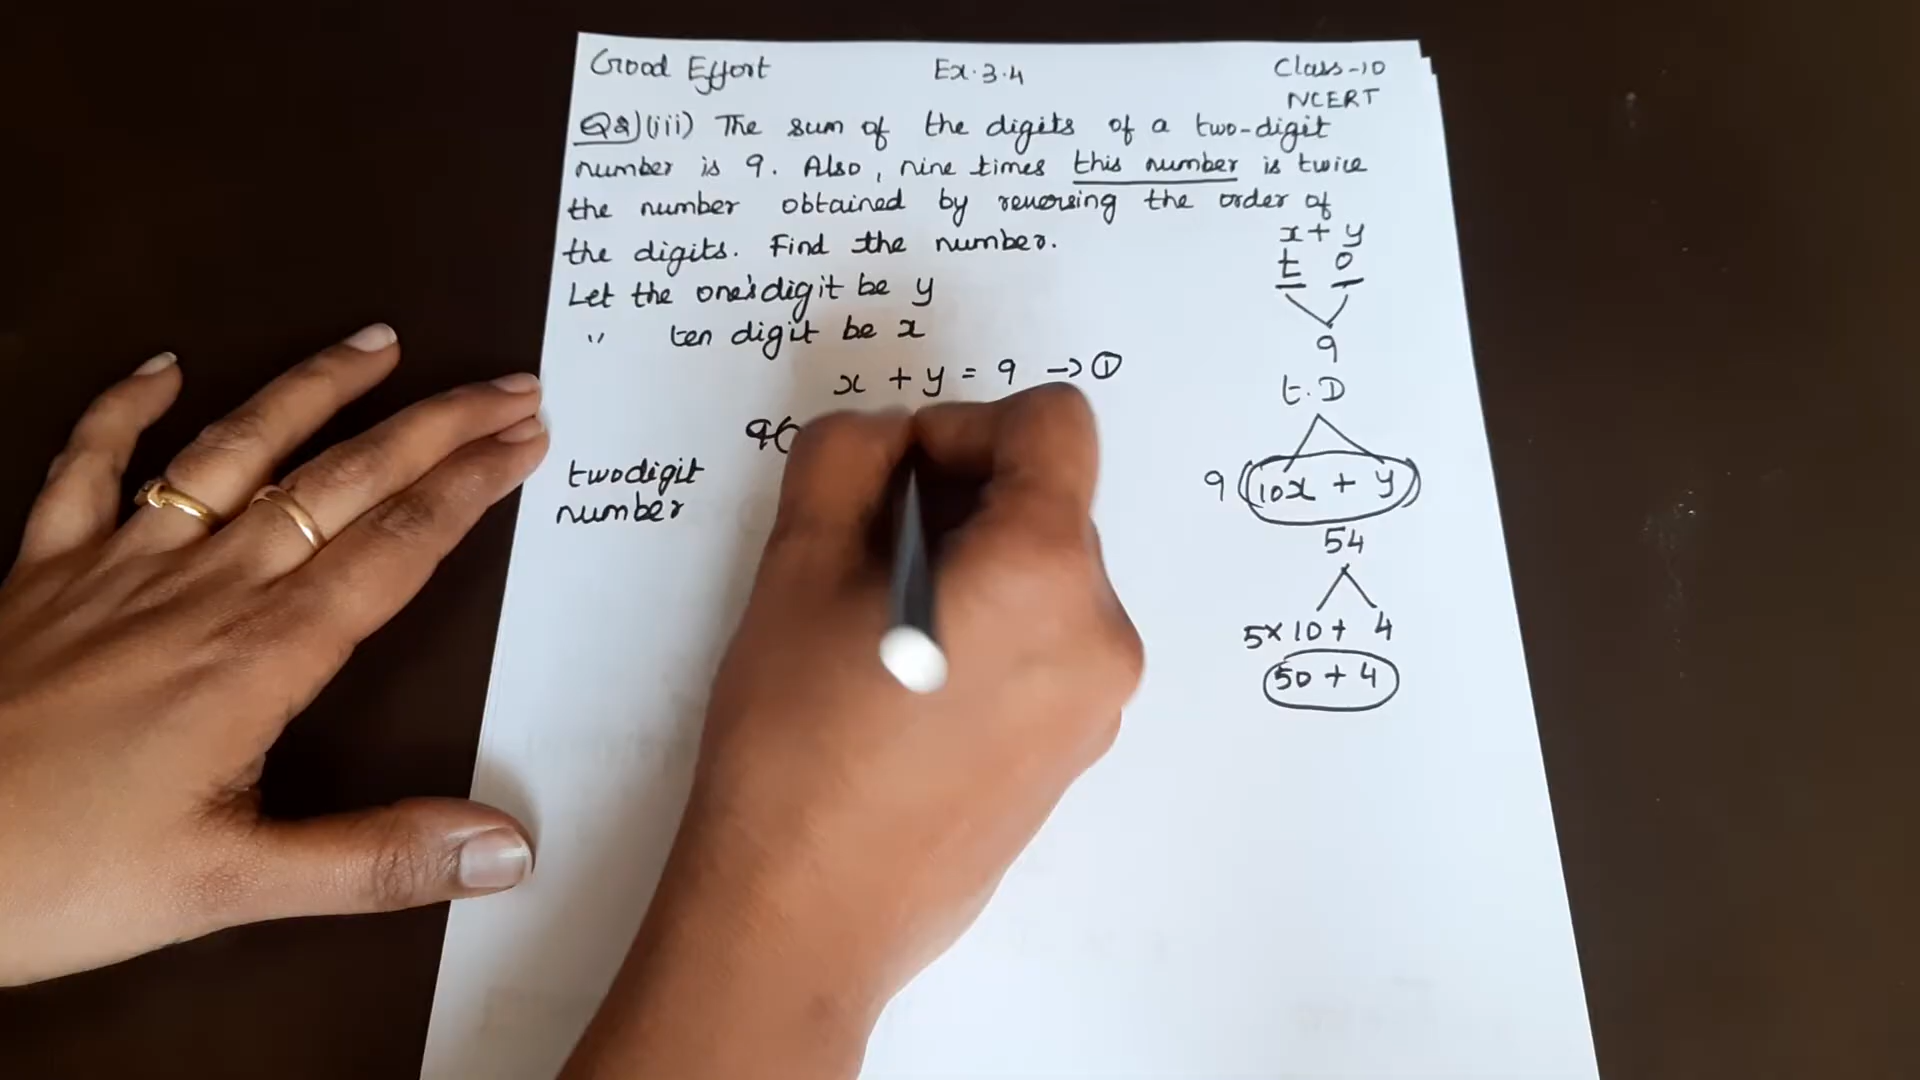 Good Effort Ex.3.4 Class-10
NCERT
Q2)(iii) The sum of the digits of a two-digit
number is 9. Also, nine times this number is twice
the number obtained by reversing the order of
the digits. Find the number.
Let the one's digit be y
" ten digit be x
x + y = 9 → ①
9(
twodigit
number
x + y
t o
9
t.D
9 (10x + y)
54
5×10 + 4
50 + 4